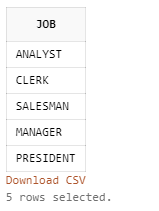 JOB
ANALYST
CLERK
SALESMAN
MANAGER
PRESIDENT
Download CSV
5 rows selected.